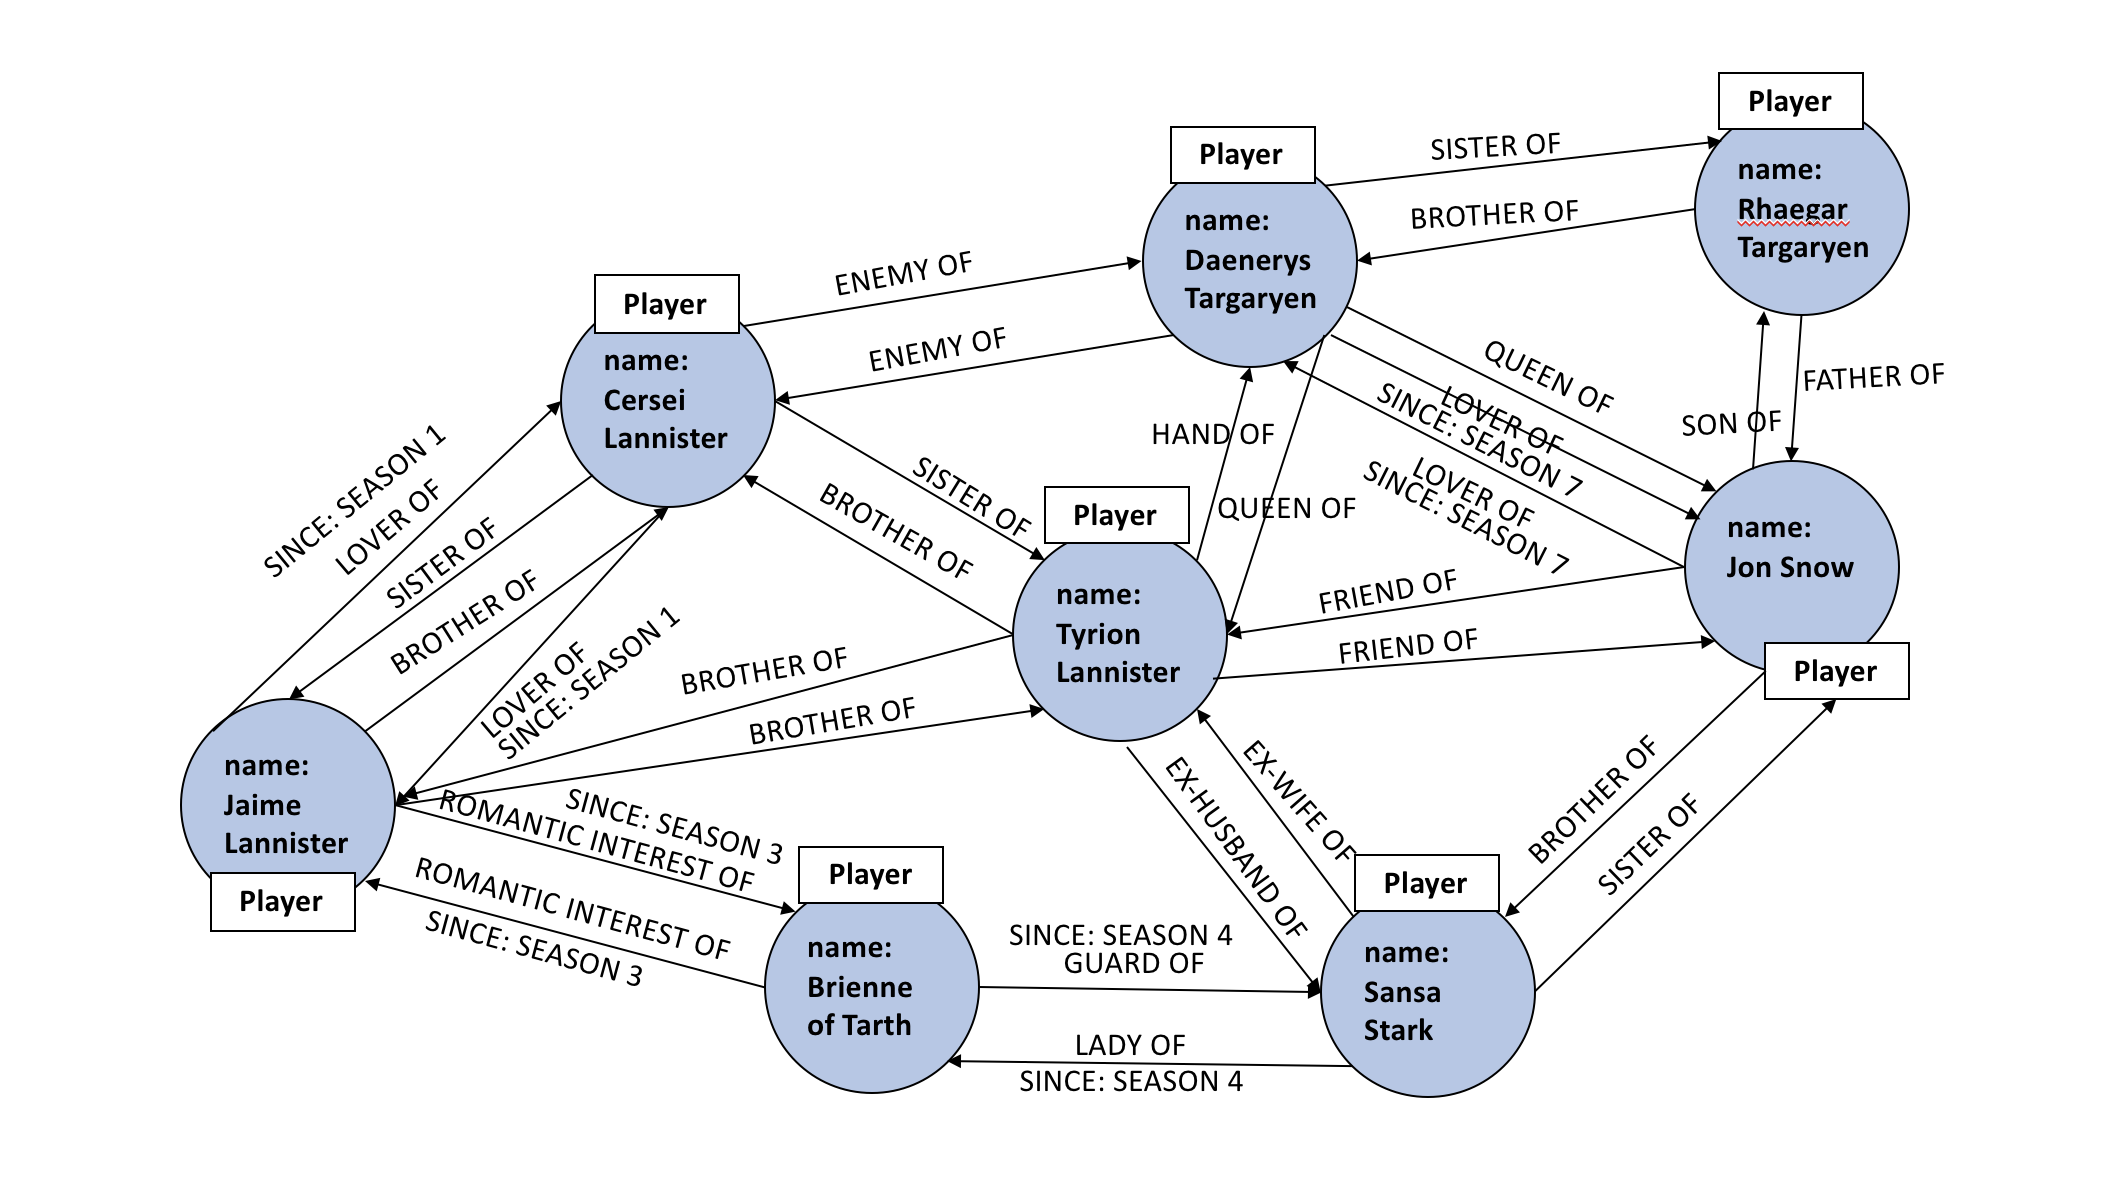 Player
name:
Rhaegar
Targaryen
Player
name:
Daenerys
Targaryen
SISTER OF
BROTHER OF
Player
name:
Cersei
Lannister
ENEMY OF
ENEMY OF
QUEEN OF
LOVER OF
SINCE: SEASON 7
LOVER OF
SINCE: SEASON 7
FATHER OF
SON OF
HAND OF
QUEEN OF
SINCE: SEASON 1
LOVER OF
SISTER OF
BROTHER OF
LOVER OF
SINCE: SEASON 1
SISTER OF
BROTHER OF
Player
name:
Tyrion
Lannister
name:
Jon Snow
Player
FRIEND OF
FRIEND OF
BROTHER OF
BROTHER OF
name:
Jaime
Lannister
Player
SINCE: SEASON 3
ROMANTIC INTEREST OF
ROMANTIC INTEREST OF
SINCE: SEASON 3
EX-WIFE OF
EX-HUSBAND OF
BROTHER OF
SISTER OF
Player
name:
Brienne
of Tarth
SINCE: SEASON 4
GUARD OF
LADY OF
SINCE: SEASON 4
Player
name:
Sansa
Stark